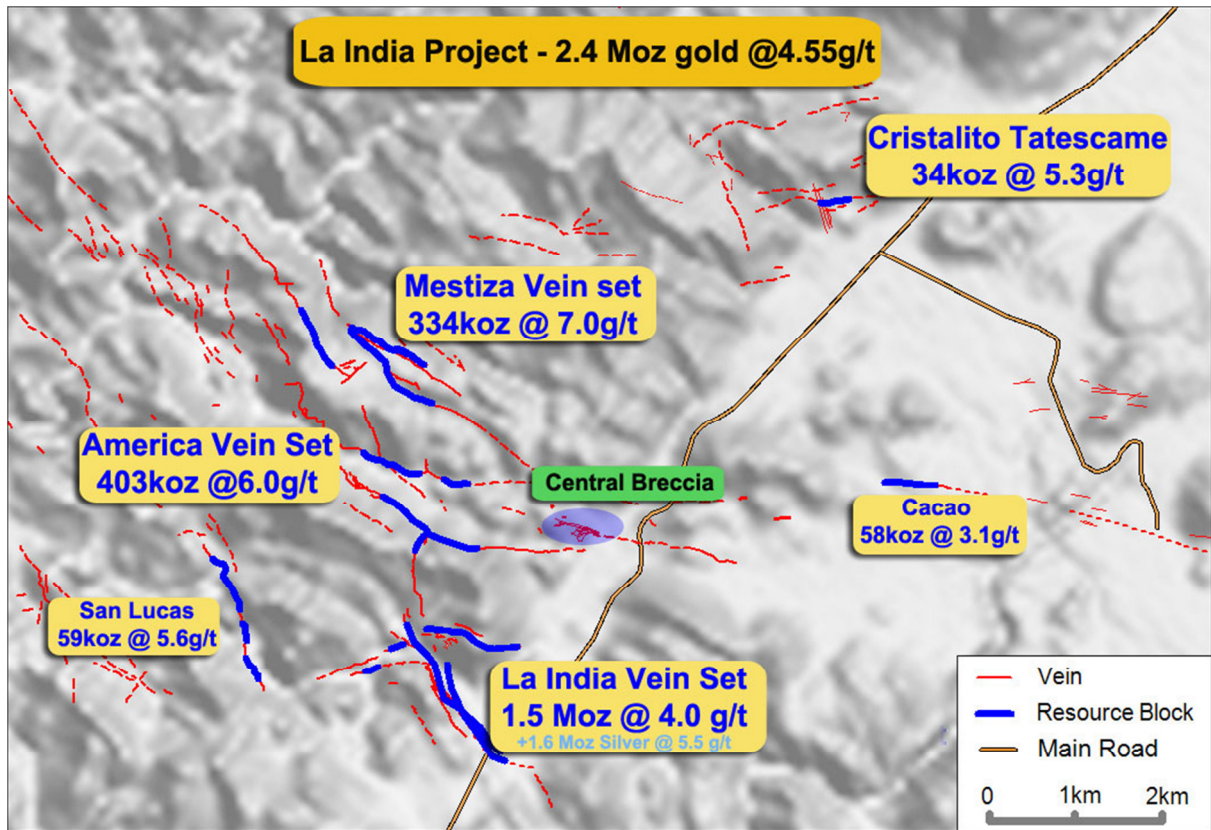 La India Project - 2.4 Moz gold @4.55g/t
Cristalito Tatescame
34koz @ 5.3g/t
Mestiza Vein set
334koz @ 7.0g/t
America Vein Set
403koz @6.0g/t
Central Breccia
Cacao
58koz @ 3.1g/t
San Lucas
59koz @ 5.6g/t
La India Vein Set
1.5 Moz @ 4.0 g/t
+1.6 Moz Silver @ 5.5 g/t
Vein
Resource Block
Main Road
0 1km 2km